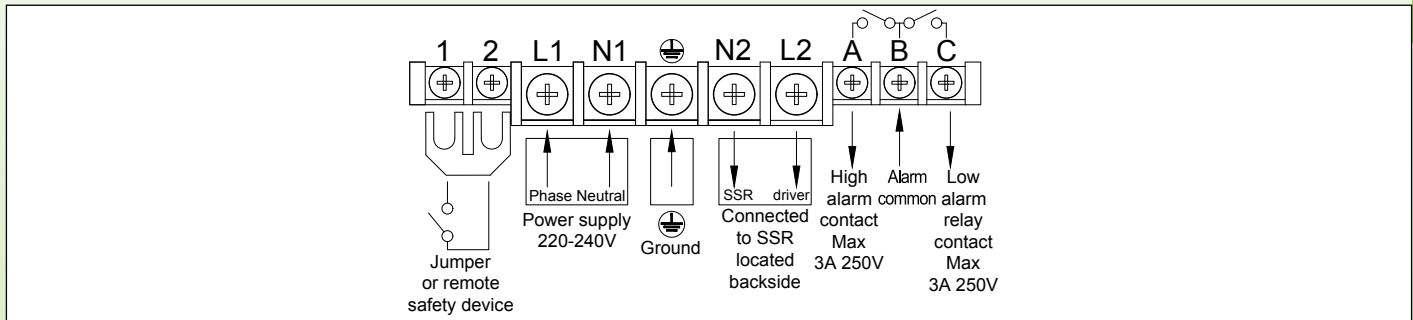 1 2 L1 N1 N2 L2 A B C
Phase Neutral
Power supply
220-240V
Ground
SSR driver
Connected
to SSR
located
backside
High
alarm
contact
Max
3A 250V
Alarm
common
Low
alarm
relay
contact
Max
3A 250V
Jumper
or remote
safety device